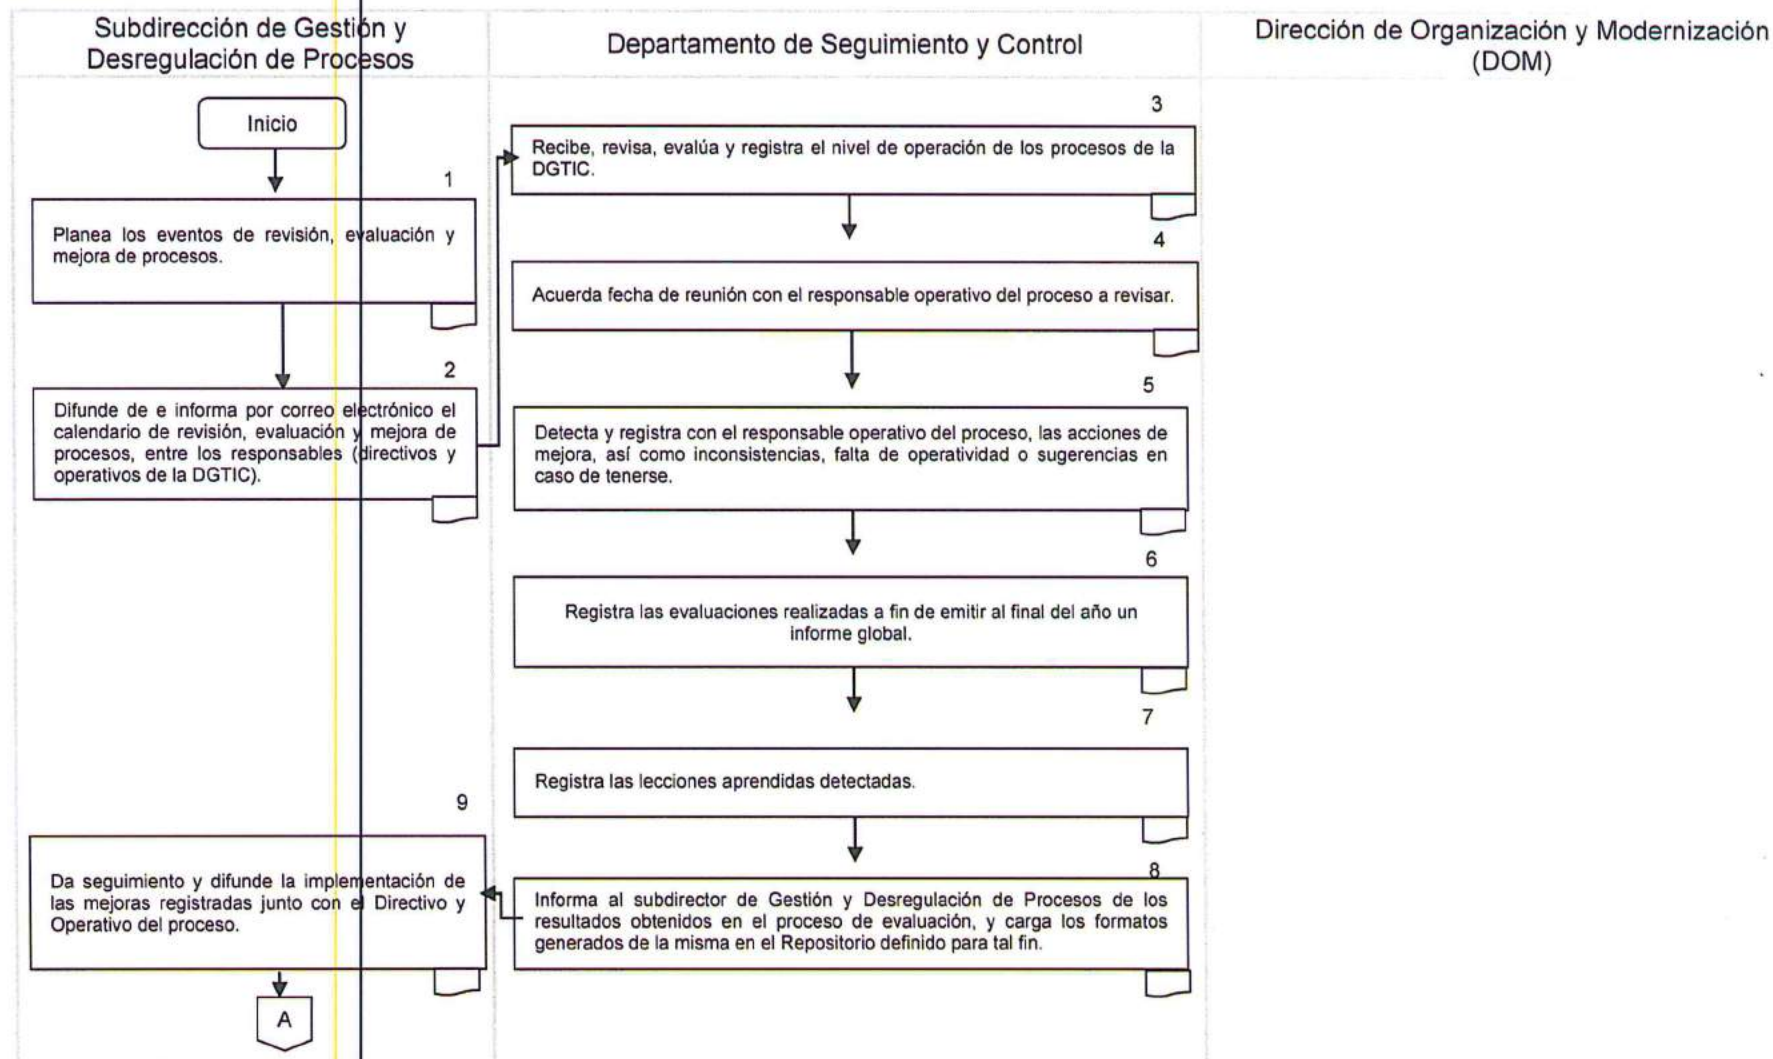 Subdirección de Gestión y
Desregulación de Procesos
Departamento de Seguimiento y Control
Dirección de Organización y Modernización
(DOM)
Inicio
1
Planea los eventos de revisión, evaluación y
mejora de procesos.
2
Difunde de e informa por correo electrónico el
calendario de revisión, evaluación y mejora de
procesos, entre los responsables (directivos y
operativos de la DGTIC).
3
Recibe, revisa, evalúa y registra el nivel de operación de los procesos de la
DGTIC.
4
Acuerda fecha de reunión con el responsable operativo del proceso a revisar.
5
Detecta y registra con el responsable operativo del proceso, las acciones de
mejora, así como inconsistencias, falta de operatividad o sugerencias en
caso de tenerse.
6
Registra las evaluaciones realizadas a fin de emitir al final del año un
informe global.
7
Registra las lecciones aprendidas detectadas.
8
Informa al subdirector de Gestión y Desregulación de Procesos de los
resultados obtenidos en el proceso de evaluación, y carga los formatos
generados de la misma en el Repositorio definido para tal fin.
9
Da seguimiento y difunde la implementación de
las mejoras registradas junto con el Directivo y
Operativo del proceso.
A